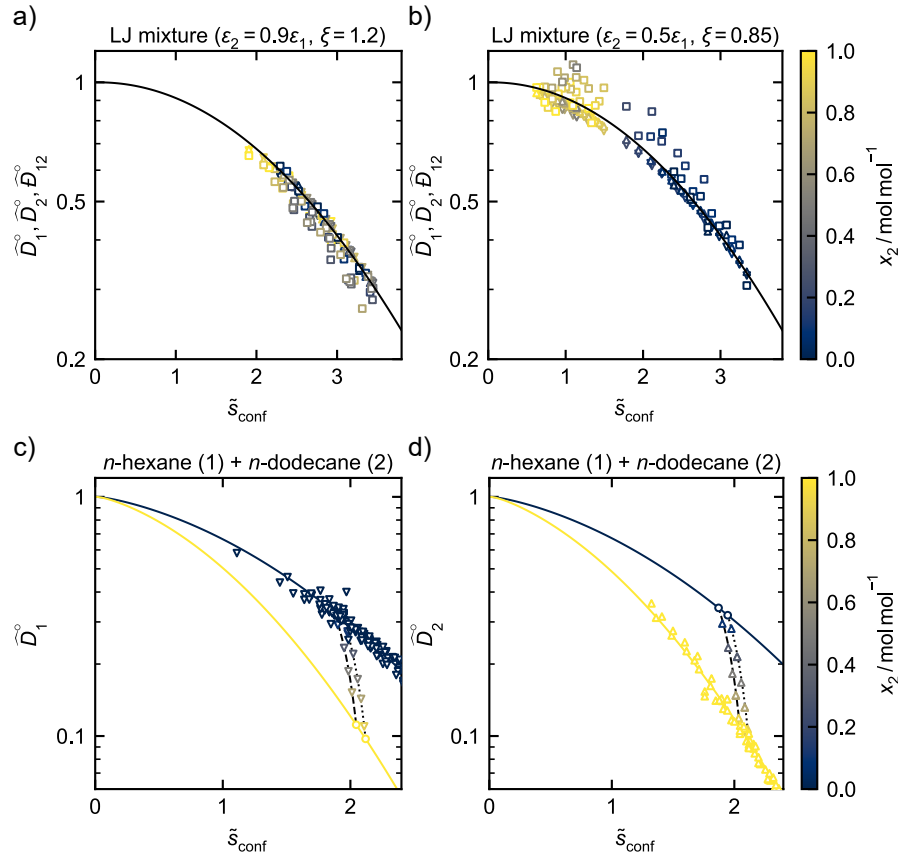 a)
LJ mixture (ε₂ = 0.9ε₁, ξ = 1.2)
1
0.5
0.2
D̃₁°, D̃₂°, Đ̃₁₂°
0 1 2 3
s̃conf
b)
LJ mixture (ε₂ = 0.5ε₁, ξ = 0.85)
1
0.5
0.2
D̃₁°, D̃₂°, Đ̃₁₂°
0 1 2 3
s̃conf
1.0
0.8
0.6
0.4
0.2
0.0
x₂ / mol mol⁻¹
c)
n-hexane (1) + n-dodecane (2)
1
0.1
D̃₁°
0 1 2
s̃conf
d)
n-hexane (1) + n-dodecane (2)
1
0.1
D̃₂°
0 1 2
s̃conf
1.0
0.8
0.6
0.4
0.2
0.0
x₂ / mol mol⁻¹